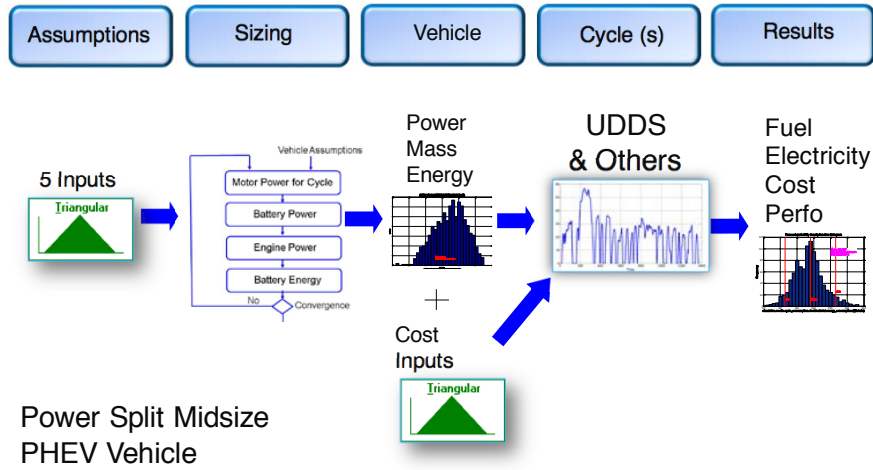 Assumptions
Sizing
Vehicle
Cycle (s)
Results
5 Inputs
Triangular
Vehicle Assumptions
Motor Power for Cycle
Battery Power
Engine Power
Battery Energy
No
Convergence
Power
Mass
Energy
+
Cost
Inputs
Triangular
UDDS
& Others
Fuel
Electricity
Cost
Perfo
Power Split Midsize
PHEV Vehicle